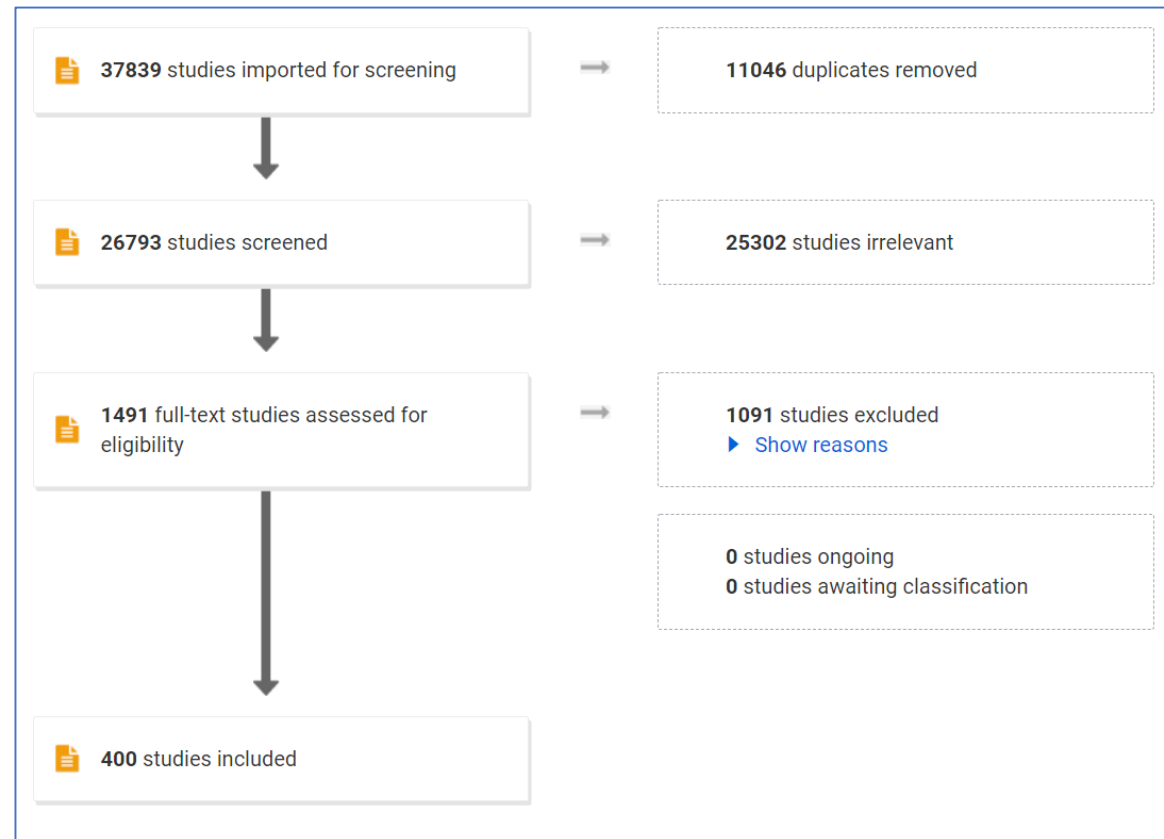 37839 studies imported for screening
11046 duplicates removed
26793 studies screened
25302 studies irrelevant
1491 full-text studies assessed for
eligibility
1091 studies excluded
Show reasons
0 studies ongoing
0 studies awaiting classification
400 studies included